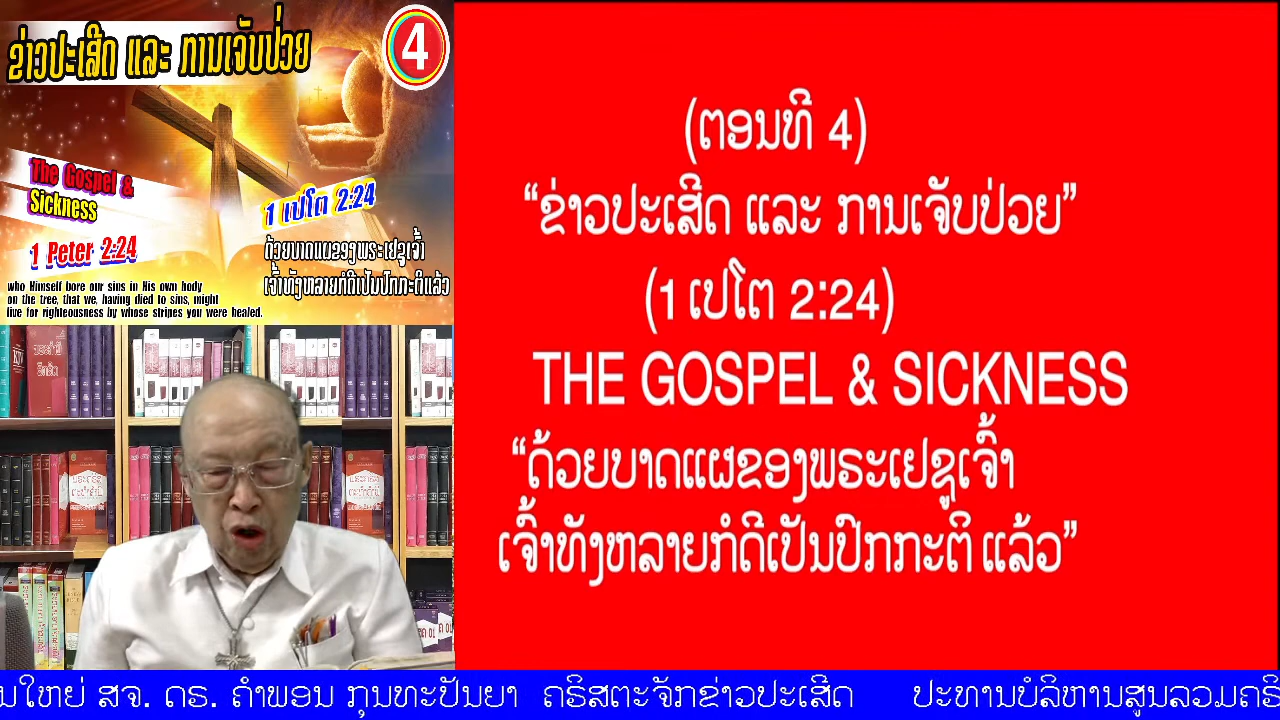 ຂ່າວປະເສີດ ແລະ ການເຈັບປ່ວຍ
4
The Gospel &
Sickness
1 Peter 2:24
1 ເປໂຕ 2:24
ດ້ວຍບາດແຜຂອງພຣະເຢຊູເຈົ້າ
ເຈົ້າທັງຫລາຍກໍດີເປັນປົກກະຕິແລ້ວ
who Himself bore our sins in His own body
on the tree, that we, having died to sins, might
live for righteousness by whose stripes you were healed.
(ຕອນທີ 4)
“ຂ່າວປະເສີດ ແລະ ການເຈັບປ່ວຍ”
(1 ເປໂຕ 2:24)
THE GOSPEL & SICKNESS
“ດ້ວຍບາດແຜຂອງພຣະເຢຊູເຈົ້າ
ເຈົ້າທັງຫລາຍກໍດີເປັນປົກກະຕິ ແລ້ວ”
ນໃຫຍ່ ສຈ. ດຣ. ຄຳພອນ ກຸນທະປັນຍາ ຄຣິສຕະຈັກຂ່າວປະເສີດ ປະທານບໍລິຫານສູນລວມຄຣິ